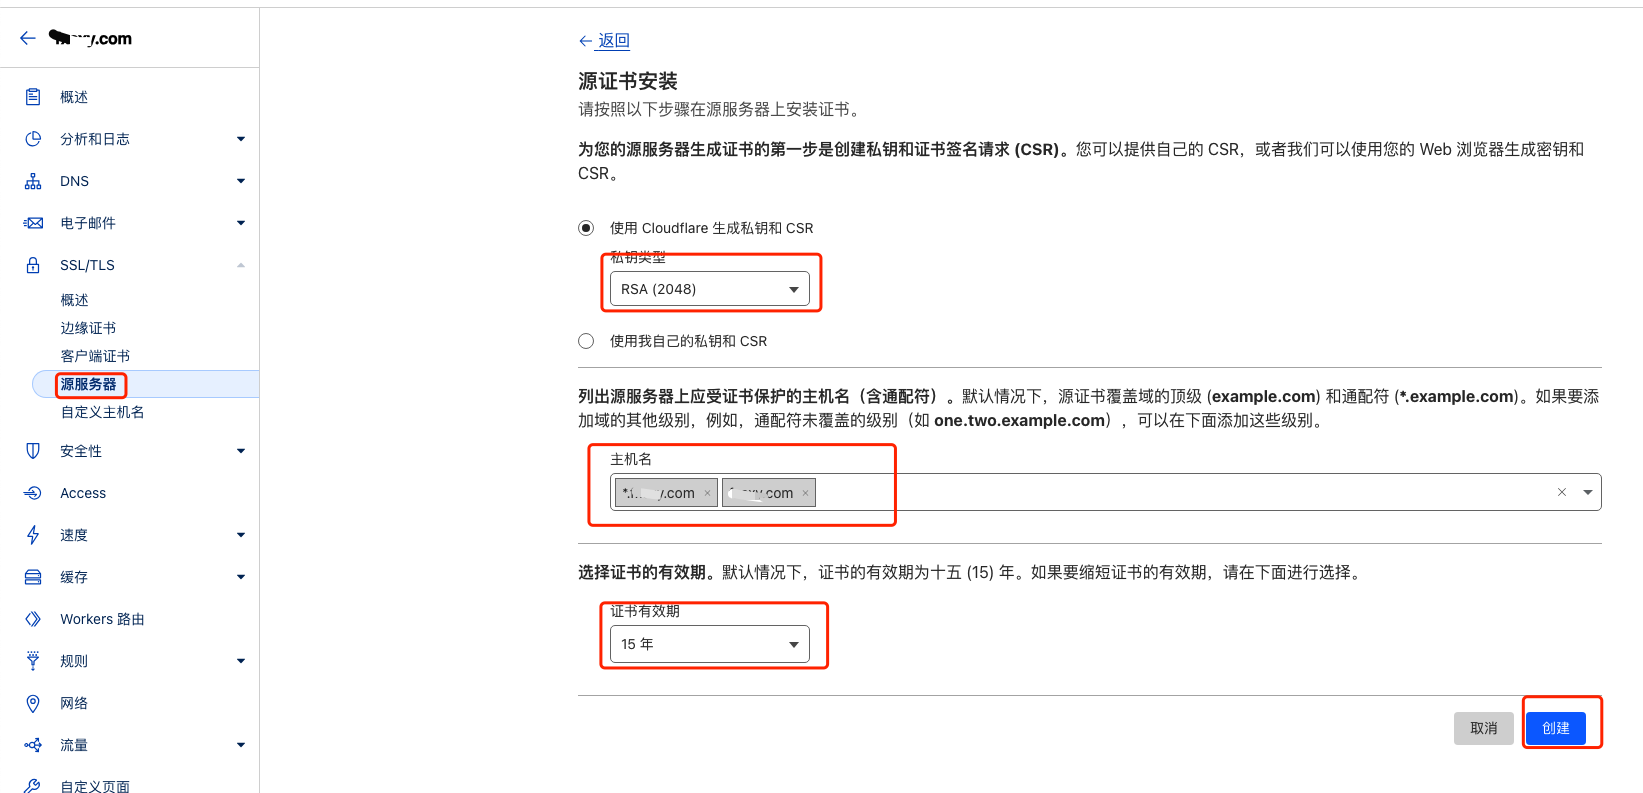 .com
概述
分析和日志
DNS
电子邮件
SSL/TLS
概述
边缘证书
客户端证书
源服务器
自定义主机名
安全性
Access
速度
缓存
Workers 路由
规则
网络
流量
自定义页面
返回
源证书安装
请按照以下步骤在源服务器上安装证书。
为您的源服务器生成证书的第一步是创建私钥和证书签名请求 (CSR)。您可以提供自己的 CSR，或者我们可以使用您的 Web 浏览器生成密钥和
CSR。
使用 Cloudflare 生成私钥和 CSR
私钥类型
RSA (2048)
使用我自己的私钥和 CSR
列出源服务器上应受证书保护的主机名（含通配符）。默认情况下，源证书覆盖域的顶级 (example.com) 和通配符 (*.example.com)。如果要添
加域的其他级别，例如，通配符未覆盖的级别（如 one.two.example.com），可以在下面添加这些级别。
主机名
.com × .com ×
选择证书的有效期。默认情况下，证书的有效期为十五 (15) 年。如果要缩短证书的有效期，请在下面进行选择。
证书有效期
15 年
取消
创建